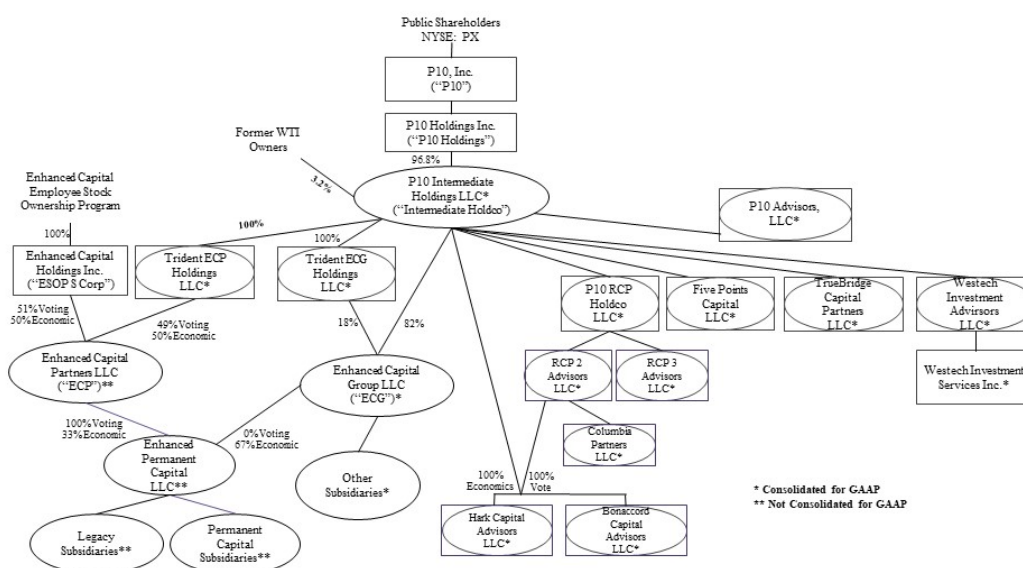 Public Shareholders
NYSE: PX
P10, Inc.
(“P10”)
P10 Holdings Inc.
(“P10 Holdings”)
96.8%
Former WTI
Owners
3.2%
P10 Intermediate
Holdings LLC*
(“Intermediate Holdco”)
P10 Advisors,
LLC*
Enhanced Capital
Employee Stock
Ownership Program
100%
Enhanced Capital
Holdings Inc.
(“ESOP S Corp”)
100%
Trident ECP
Holdings
LLC*
100%
Trident ECG
Holdings
LLC*
P10 RCP
Holdco
LLC*
Five Points
Capital
LLC*
TrueBridge
Capital
Partners
LLC*
Westech
Investment
Advirsors
LLC*
51%Voting
50%Economic
49%Voting
50%Economic
18%
82%
Enhanced Capital
Partners LLC
(“ECP”)**
Enhanced Capital
Group LLC
(“ECG”)*
RCP 2
Advisors
LLC*
RCP 3
Advisors
LLC*
Westech Investment
Services Inc.*
100%Voting
33%Economic
0%Voting
67%Economic
Columbia
Partners
LLC*
Enhanced
Permanent
Capital
LLC**
Other
Subsidiaries*
100%
Economics
100%
Vote
Hark Capital
Advisors
LLC*
Bonaccord
Capital
Advisors
LLC*
Legacy
Subsidiaries**
Permanent
Capital
Subsidiaries**
* Consolidated for GAAP
** Not Consolidated for GAAP